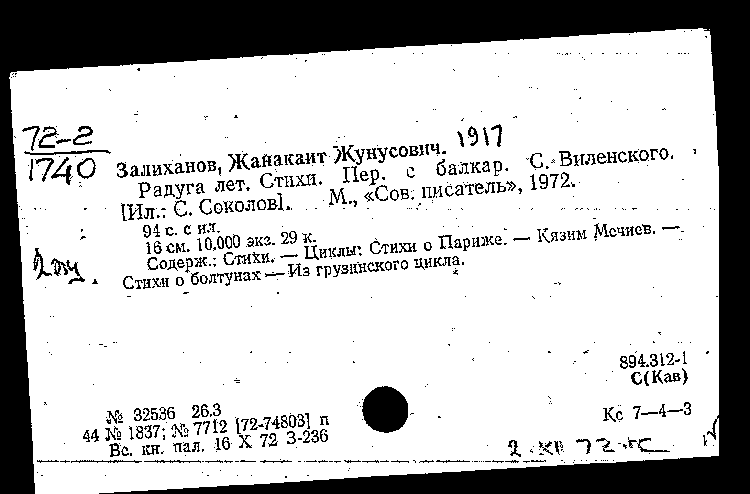 72-2
1740
Залиханов, Жанакаит Жунусович. 1917
Радуга лет. Стихи. Пер. с балкар. С. Виленского.
[Ил.: С. Соколов]. М., «Сов. писатель», 1972.
94 с. с ил.
16 см. 10.000 экз. 29 к.
Содерж.: Стихи. — Циклы: Стихи о Париже. — Кязим Мечиев. —
Стихи о болтунах — Из грузинского цикла.
894.312-1
С(Кав)
№ 32536 26.3
44 № 1837; № 7712 [72-74803] п
Вс. кн. пал. 16 X 72 З-236
Кс 7—4—3